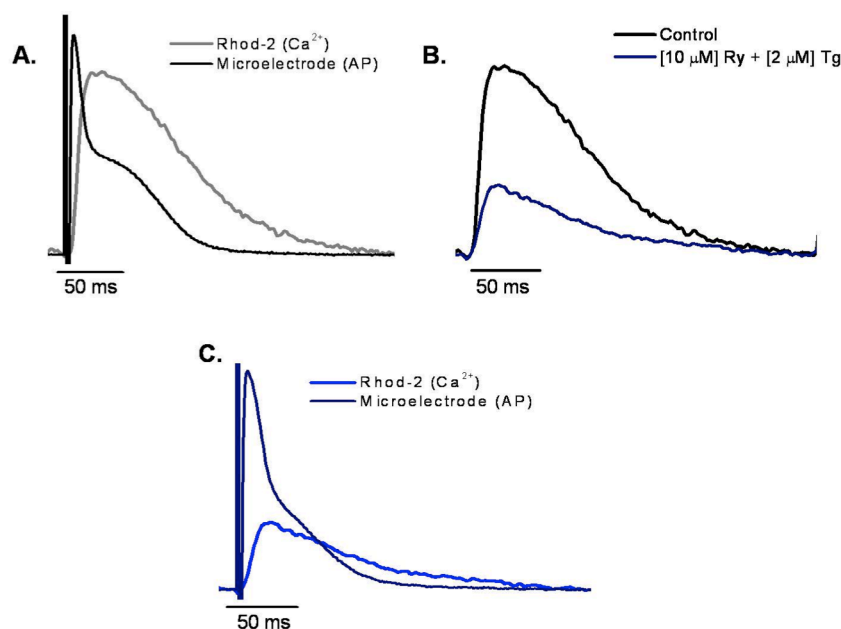 A.
Rhod-2 (Ca²⁺)
Microelectrode (AP)
50 ms
B.
Control
[10 μM] Ry + [2 μM] Tg
50 ms
C.
Rhod-2 (Ca²⁺)
Microelectrode (AP)
50 ms